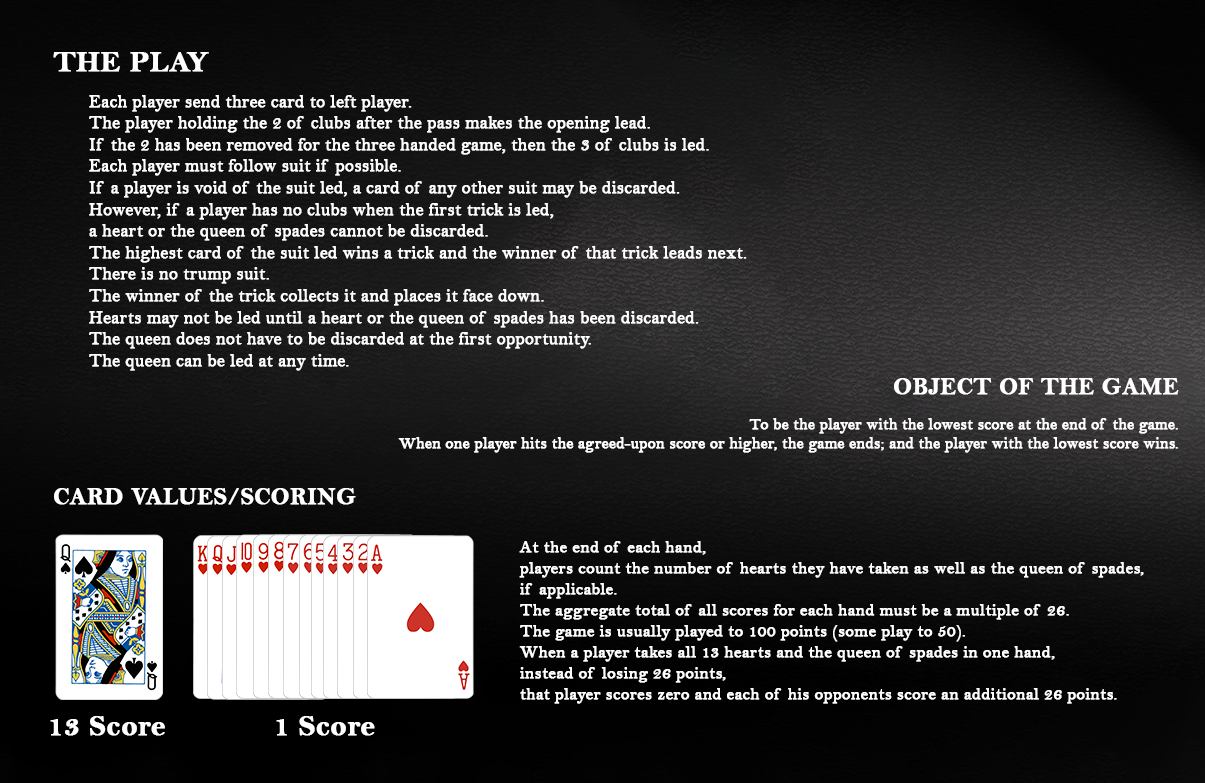 THE PLAY
Each player send three card to left player.
The player holding the 2 of clubs after the pass makes the opening lead.
If the 2 has been removed for the three handed game, then the 3 of clubs is led.
Each player must follow suit if possible.
If a player is void of the suit led, a card of any other suit may be discarded.
However, if a player has no clubs when the first trick is led,
a heart or the queen of spades cannot be discarded.
The highest card of the suit led wins a trick and the winner of that trick leads next.
There is no trump suit.
The winner of the trick collects it and places it face down.
Hearts may not be led until a heart or the queen of spades has been discarded.
The queen does not have to be discarded at the first opportunity.
The queen can be led at any time.
OBJECT OF THE GAME
To be the player with the lowest score at the end of the game.
When one player hits the agreed-upon score or higher, the game ends; and the player with the lowest score wins.
CARD VALUES/SCORING
Q
Q
K Q J 10 9 8 7 6 5 4 3 2 A
A
13 Score
1 Score
At the end of each hand,
players count the number of hearts they have taken as well as the queen of spades,
if applicable.
The aggregate total of all scores for each hand must be a multiple of 26.
The game is usually played to 100 points (some play to 50).
When a player takes all 13 hearts and the queen of spades in one hand,
instead of losing 26 points,
that player scores zero and each of his opponents score an additional 26 points.